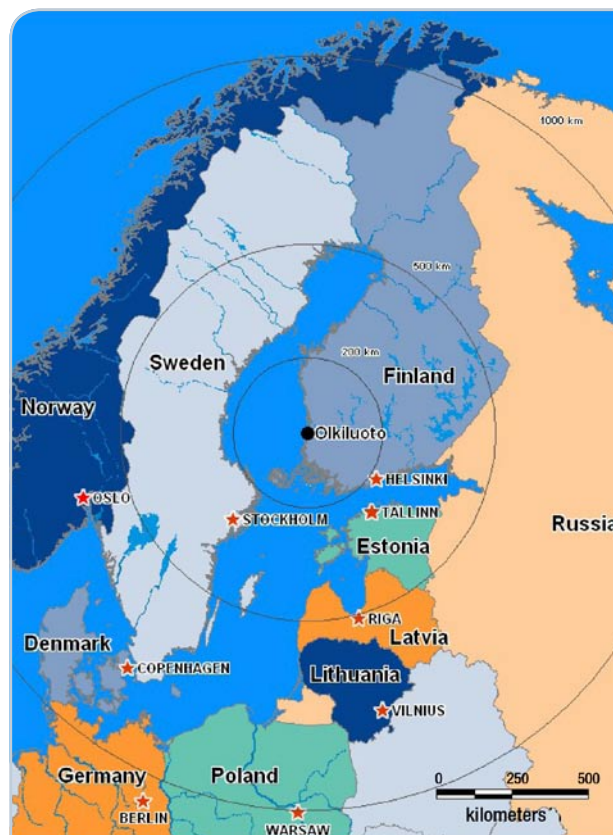 1000 km
500 km
200 km
Sweden
Finland
Norway
Olkiluoto
HELSINKI
OSLO
TALLINN
STOCKHOLM
Russia
Estonia
RIGA
Denmark
Latvia
COPENHAGEN
Lithuania
VILNIUS
Germany
Poland
0 250 500
BERLIN
kilometers
WARSAW